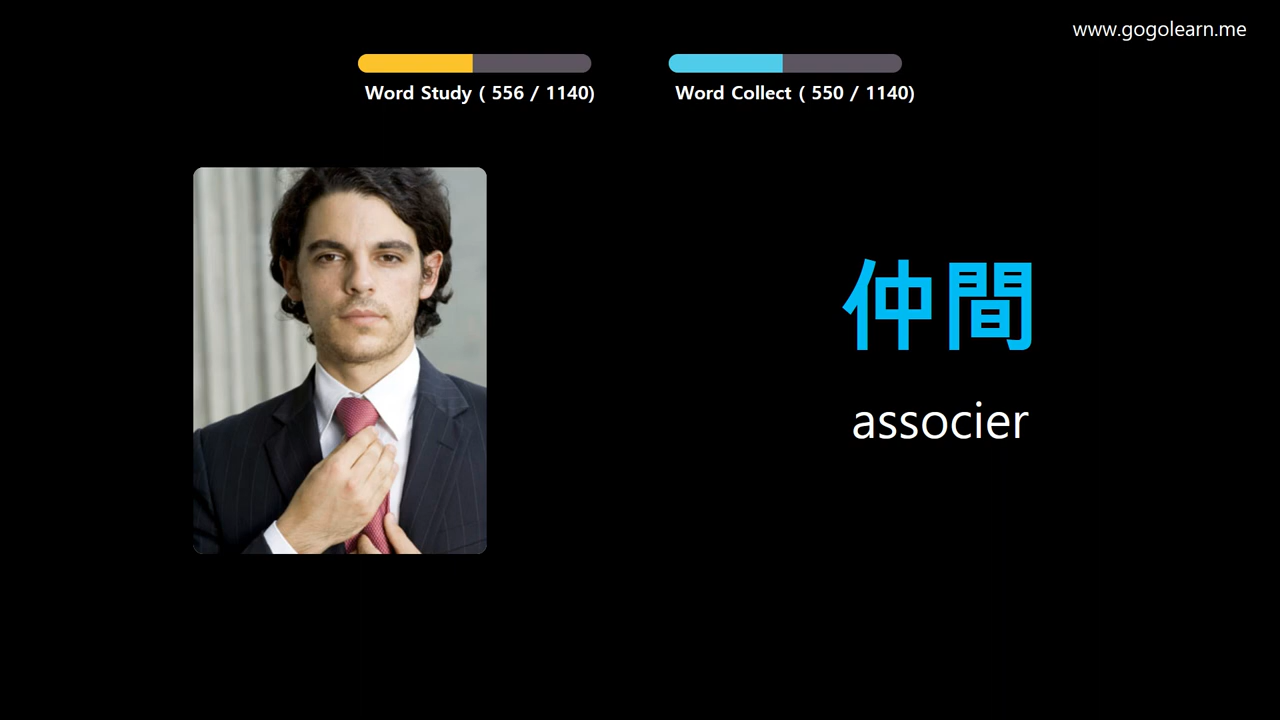 www.gogolearn.me
Word Study ( 556 / 1140)
Word Collect ( 550 / 1140)
仲間
associer